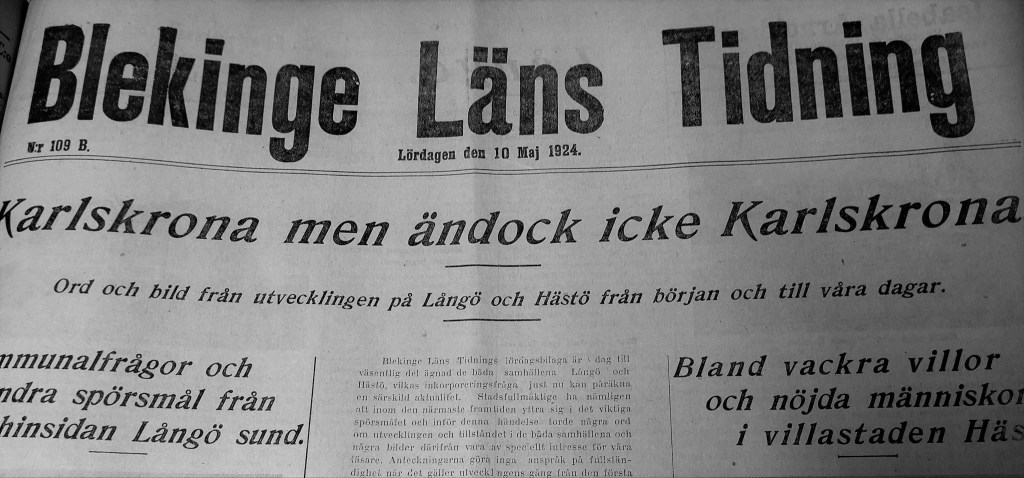 Blekinge Läns Tidning
Nr 109 B.
Lördagen den 10 Maj 1924.
Karlskrona men ändock icke Karlskrona
Ord och bild från utvecklingen på Långö och Hästö från början och till våra dagar.
mmunalfrågor och
ndra spörsmål från
hinsidan Långö sund.
Blekinge Läns Tidnings lördagsbilaga är i dag till
väsentlig del ägnad de båda samhällena Långö och
Hästö, vilkas inkorporeringsfråga just nu kan påräkna
en särskild aktualitet. Stadsfullmäktige ha nämligen
att inom den närmaste framtiden yttra sig i det viktiga
spörsmålet och inför denna händelse torde några ord
om utvecklingen och tillståndet i de båda samhällena och
några bilder därifrån vara av speciellt intresse för våra
läsare. Anteckningarna göra inga anspråk på fullstän-
dighet när det gäller utvecklingens gång från den första
Bland vackra villor
och nöjda människor
i villastaden Häs